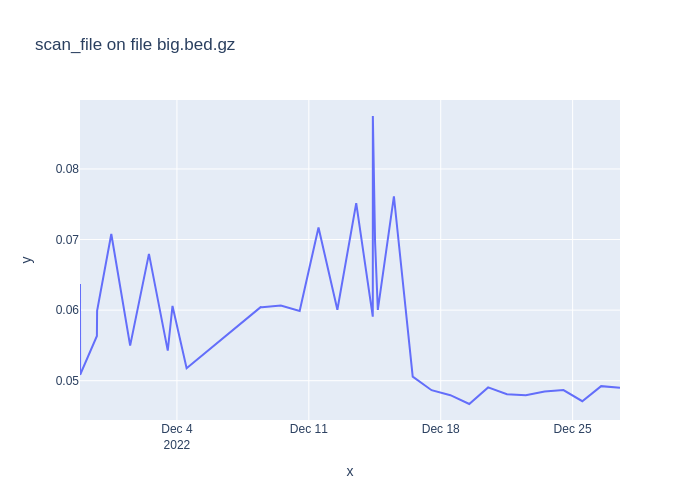 scan_file on file big.bed.gz
y
0.08
0.07
0.06
0.05
Dec 4
2022
Dec 11
Dec 18
Dec 25
x